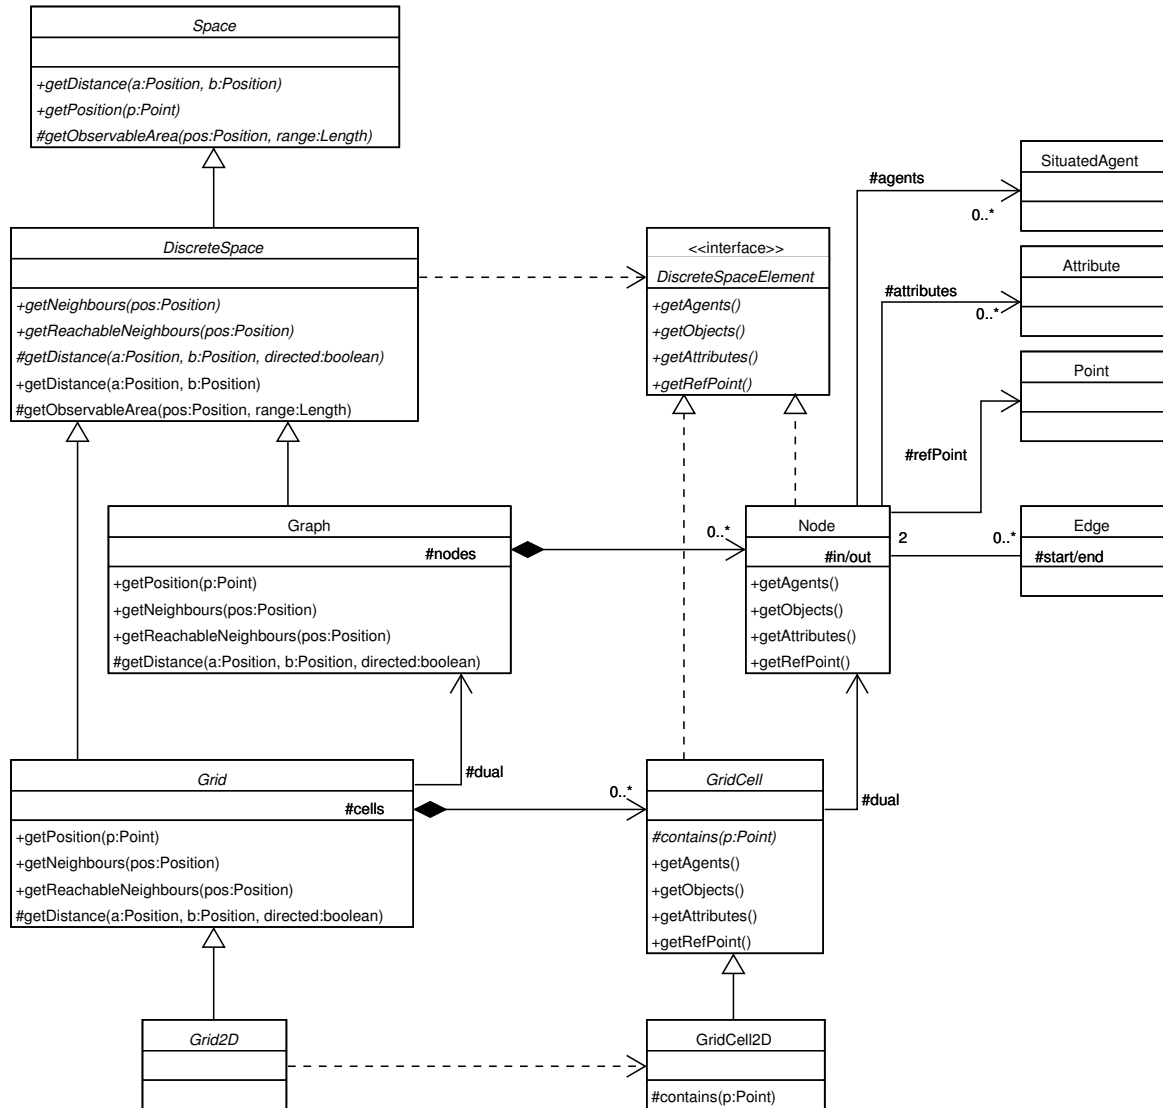 Space
+getDistance(a:Position, b:Position)
+getPosition(p:Point)
#getObservableArea(pos:Position, range:Length)
SituatedAgent
#agents
0..*
DiscreteSpace
+getNeighbours(pos:Position)
+getReachableNeighbours(pos:Position)
#getDistance(a:Position, b:Position, directed:boolean)
+getDistance(a:Position, b:Position)
#getObservableArea(pos:Position, range:Length)
<<interface>>
DiscreteSpaceElement
+getAgents()
+getObjects()
+getAttributes()
+getRefPoint()
Attribute
#attributes
0..*
Point
#refPoint
Graph
#nodes
+getPosition(p:Point)
+getNeighbours(pos:Position)
+getReachableNeighbours(pos:Position)
#getDistance(a:Position, b:Position, directed:boolean)
0..*
Node
#in/out
+getAgents()
+getObjects()
+getAttributes()
+getRefPoint()
2
0..*
Edge
#start/end
Grid
#cells
+getPosition(p:Point)
+getNeighbours(pos:Position)
+getReachableNeighbours(pos:Position)
#getDistance(a:Position, b:Position, directed:boolean)
#dual
0..*
GridCell
#contains(p:Point)
+getAgents()
+getObjects()
+getAttributes()
+getRefPoint()
#dual
Grid2D
GridCell2D
#contains(p:Point)